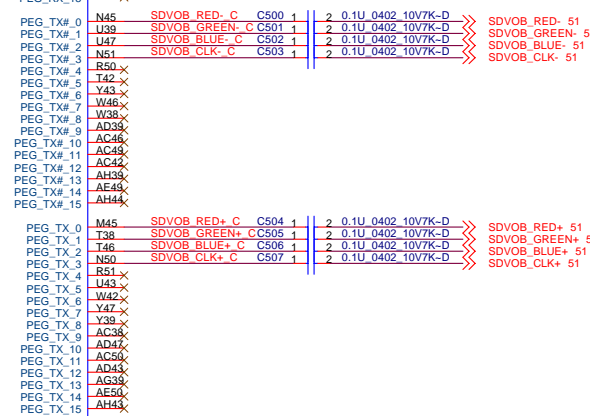 PEG_TX#_0 N45 SDVOB_RED-_C C500 1 2 0.1U_0402_10V7K~D SDVOB_RED- 51
PEG_TX#_1 U39 SDVOB_GREEN-_C C501 1 2 0.1U_0402_10V7K~D SDVOB_GREEN-
PEG_TX#_2 U47 SDVOB_BLUE-_C C502 1 2 0.1U_0402_10V7K~D SDVOB_BLUE- 51
PEG_TX#_3 N51 SDVOB_CLK-_C C503 1 2 0.1U_0402_10V7K~D SDVOB_CLK- 51
PEG_TX#_4 R50
PEG_TX#_5 T42
PEG_TX#_6 Y43
PEG_TX#_7 W46
PEG_TX#_8 W38
PEG_TX#_9 AD39
PEG_TX#_10 AC46
PEG_TX#_11 AC49
PEG_TX#_12 AC42
PEG_TX#_13 AH39
PEG_TX#_14 AE49
PEG_TX#_15 AH44
PEG_TX_0 M45 SDVOB_RED+_C C504 1 2 0.1U_0402_10V7K~D SDVOB_RED+ 51
PEG_TX_1 T38 SDVOB_GREEN+_C C505 1 2 0.1U_0402_10V7K~D SDVOB_GREEN+
PEG_TX_2 T46 SDVOB_BLUE+_C C506 1 2 0.1U_0402_10V7K~D SDVOB_BLUE+ 51
PEG_TX_3 N50 SDVOB_CLK+_C C507 1 2 0.1U_0402_10V7K~D SDVOB_CLK+ 51
PEG_TX_4 R51
PEG_TX_5 U43
PEG_TX_6 W42
PEG_TX_7 Y47
PEG_TX_8 Y39
PEG_TX_9 AC38
PEG_TX_10 AD47
PEG_TX_11 AC50
PEG_TX_12 AD43
PEG_TX_13 AG39
PEG_TX_14 AE50
PEG_TX_15 AH43